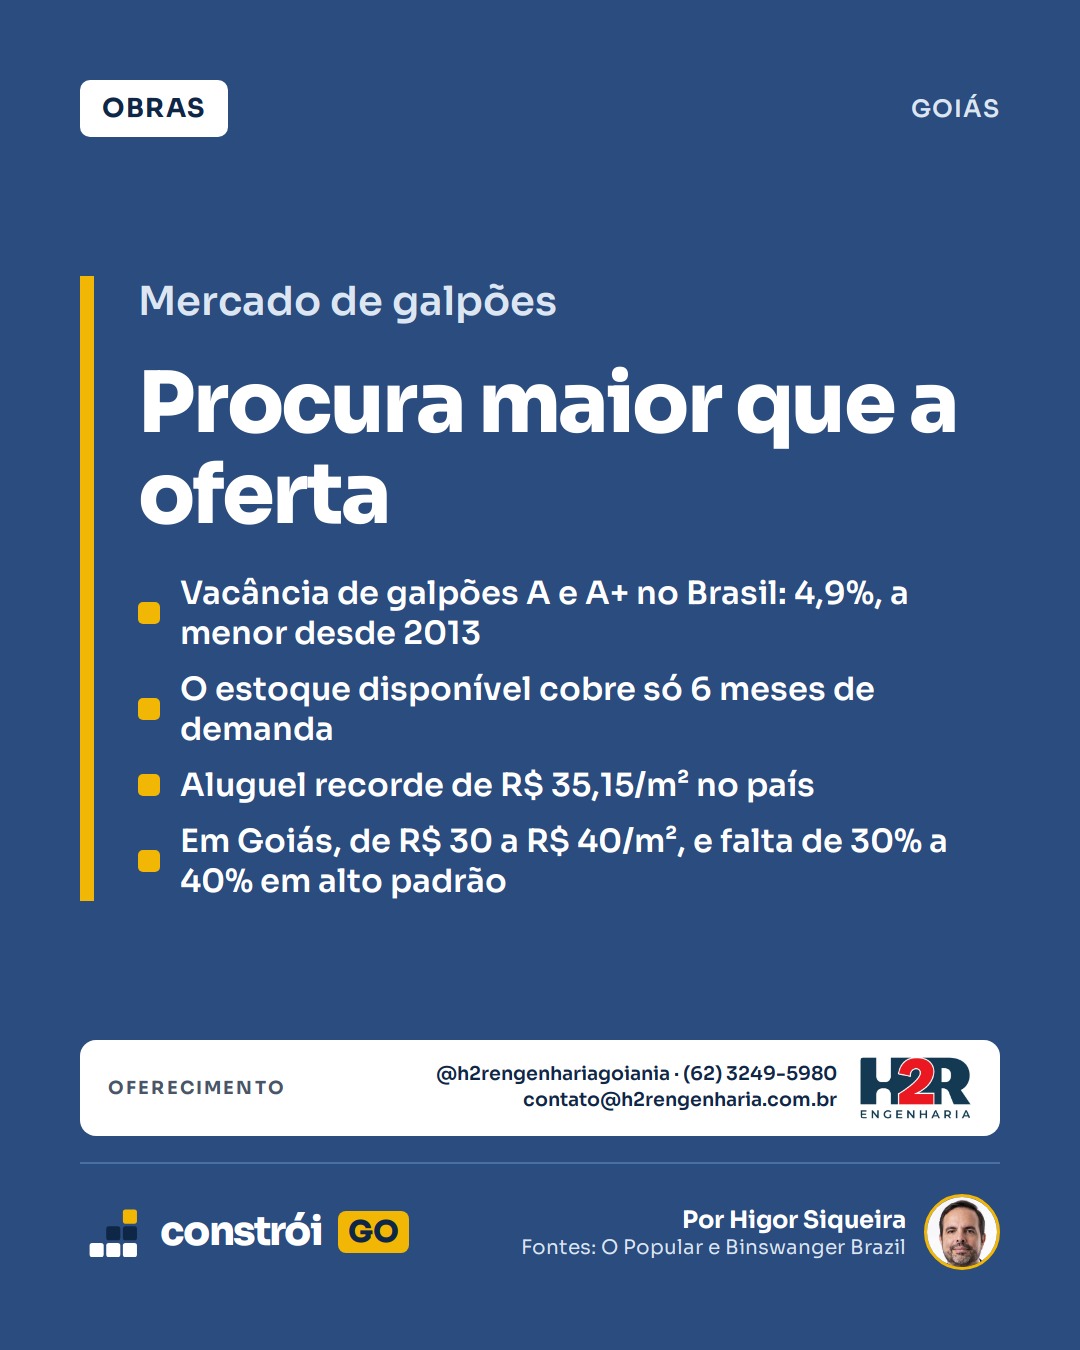 OBRAS
GOIÁS
Mercado de galpões
Procura maior que a
oferta
Vacância de galpões A e A+ no Brasil: 4,9%, a
menor desde 2013
O estoque disponível cobre só 6 meses de
demanda
Aluguel recorde de R$ 35,15/m² no país
Em Goiás, de R$ 30 a R$ 40/m², e falta de 30% a
40% em alto padrão
OFERECIMENTO
@h2rengenhariagoiania · (62) 3249-5980
contato@h2rengenharia.com.br
H2R
ENGENHARIA
constrói GO
Por Higor Siqueira
Fontes: O Popular e Binswanger Brazil